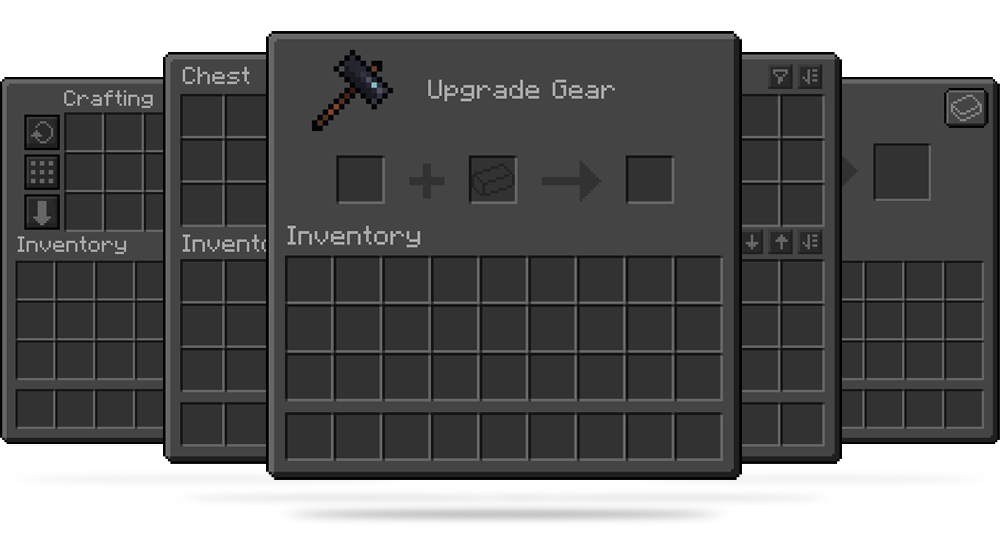 Crafting
Inventory
Chest
Invento
Upgrade Gear
Inventory